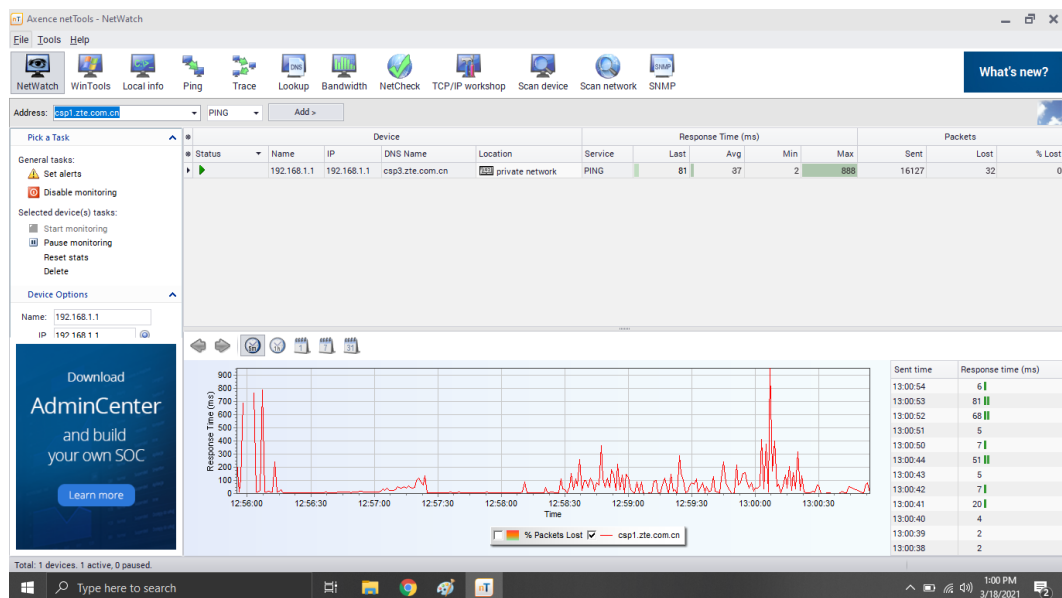 nT Axence netTools - NetWatch
File Tools Help
NetWatch WinTools Local info Ping Trace Lookup Bandwidth NetCheck TCP/IP workshop Scan device Scan network SNMP
DNS
SNMP
What's new?
Address: csp1.zte.com.cn PING Add >
Pick a Task
General tasks:
Set alerts
Disable monitoring
Selected device(s) tasks:
Start monitoring
Pause monitoring
Reset stats
Delete
Device Options
Name: 192.168.1.1
IP 192.168.1.1
Device Response Time (ms) Packets
Status Name IP DNS Name Location Service Last Avg Min Max Sent Lost % Lost
192.168.1.1 192.168.1.1 csp3.zte.com.cn private network PING 81 37 2 888 16127 32 0
Download
AdminCenter
and build
your own SOC
Learn more
Response Time (ms)
900
800
700
600
500
400
300
200
100
0
12:56:00 12:56:30 12:57:00 12:57:30 12:58:00 12:58:30 12:59:00 12:59:30 13:00:00 13:00:30
Time
% Packets Lost csp1.zte.com.cn
Sent time Response time (ms)
13:00:54 6
13:00:53 81
13:00:52 68
13:00:51 5
13:00:50 7
13:00:44 51
13:00:43 5
13:00:42 7
13:00:41 20
13:00:40 4
13:00:39 2
13:00:38 2
Total: 1 devices. 1 active, 0 paused.
Type here to search
nT
1:00 PM
3/18/2021
2